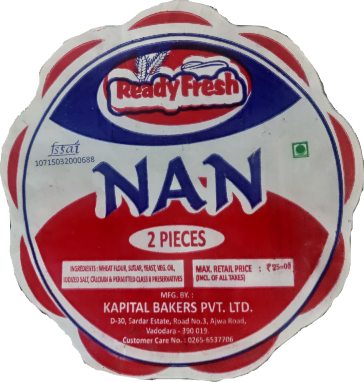 Ready Fresh
fssai
10715032000688
NAN
2 PIECES
INGREDIENTS : WHEAT FLOUR, SUGAR, YEAST, VEG. OIL,
IODIZED SALT, CALCIUM & PERMITTED CLASS II PRESERVATIVES
MAX. RETAIL PRICE :
(INCL. OF ALL TAXES)
MFG. BY. :
KAPITAL BAKERS PVT. LTD.
D-30, Sardar Estate, Road No.3, Ajwa Road,
Vadodara - 390 019.
Customer Care No. : 0265-6537706